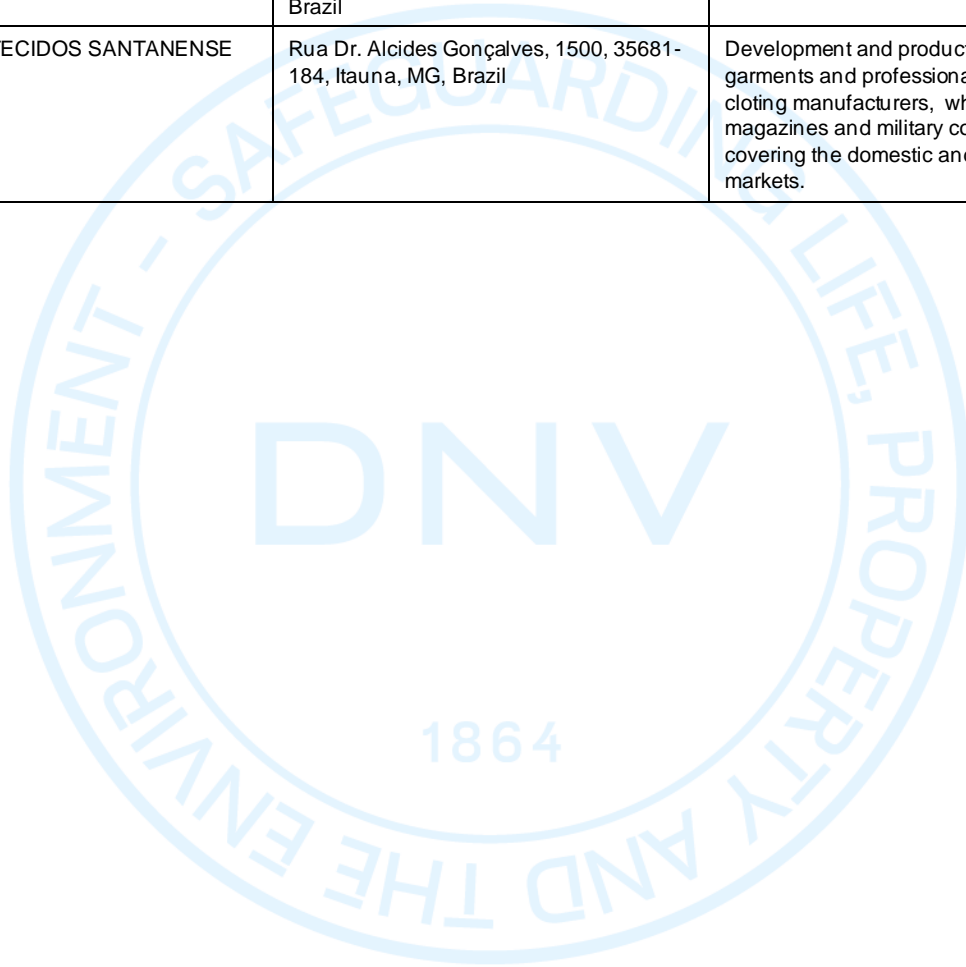 Brazil
TECIDOS SANTANENSE
Rua Dr. Alcides Gonçalves, 1500, 35681-
184, Itauna, MG, Brazil
Development and product
garments and professiona
cloting manufacturers, wh
magazines and military co
covering the domestic and
markets.
SAFEGUARDING LIFE, PROPERTY AND THE ENVIRONMENT -
DNV
1864